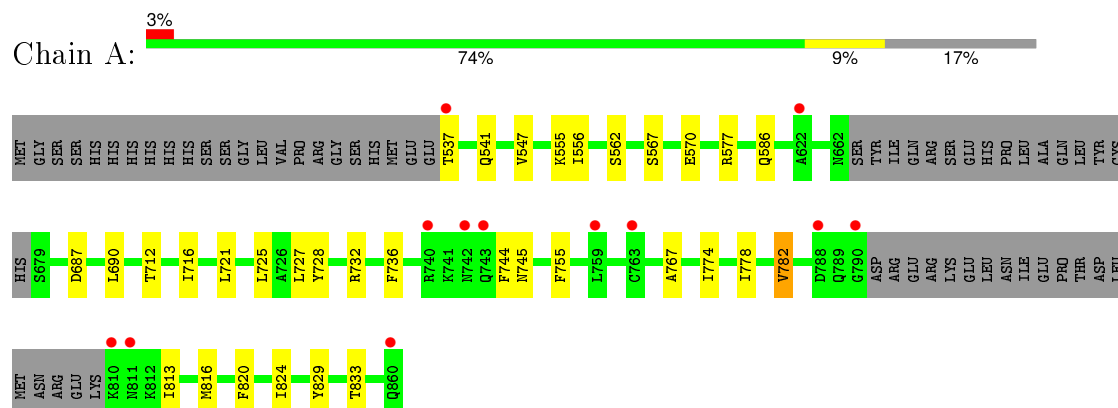 3%
Chain A:
74% 9% 17%
MET GLY SER SER HIS HIS HIS HIS HIS HIS SER SER GLY LEU VAL PRO ARG GLY SER HIS MET GLU GLU T537 Q541 V547 K555 I556 S562 S567 E570 R577 Q586 A622 N662 SER TYR ILE GLN ARG SER GLU HIS PRO LEU ALA GLN LEU TYR CYS
HIS S679 D687 L690 T712 I716 L721 L725 A726 L727 Y728 R732 F736 R740 K741 N742 Q743 F744 N745 F755 L759 C763 A767 I774 I778 V782 D788 Q789 G790 ASP ARG GLU ARG LYS GLU LEU ASN ILE GLU PRO THR ASP LEU
MET ASN ARG GLU LYS K810 N811 K812 I813 M816 F820 I824 Y829 T833 Q860